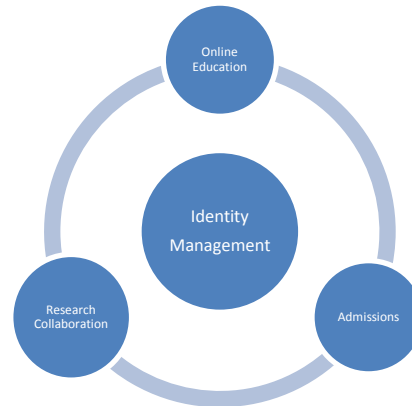 Online
Education
Identity
Management
Research
Collaboration
Admissions